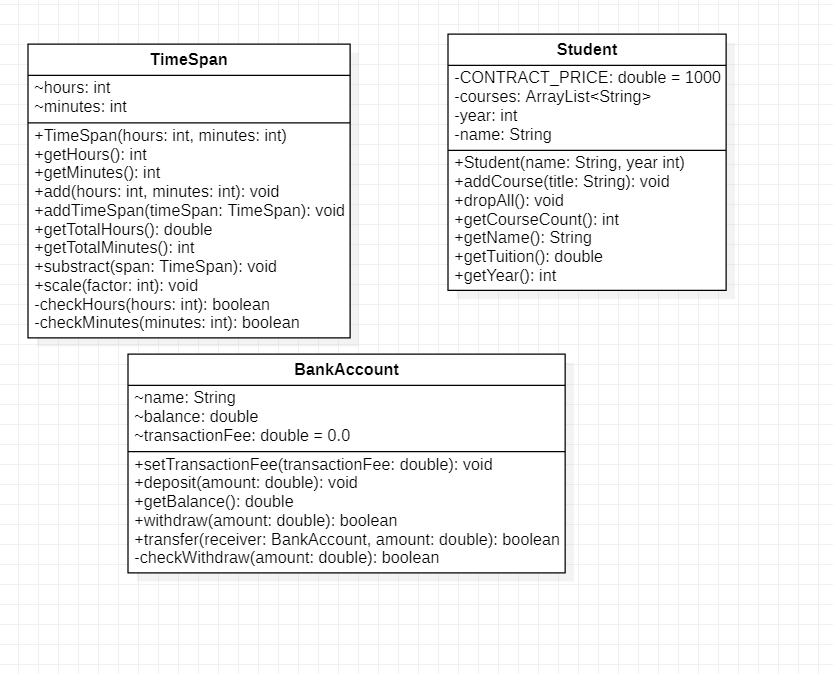 TimeSpan
~hours: int
~minutes: int
+TimeSpan(hours: int, minutes: int)
+getHours(): int
+getMinutes(): int
+add(hours: int, minutes: int): void
+addTimeSpan(timeSpan: TimeSpan): void
+getTotalHours(): double
+getTotalMinutes(): int
+substract(span: TimeSpan): void
+scale(factor: int): void
-checkHours(hours: int): boolean
-checkMinutes(minutes: int): boolean
Student
-CONTRACT_PRICE: double = 1000
-courses: ArrayList<String>
-year: int
-name: String
+Student(name: String, year int)
+addCourse(title: String): void
+dropAll(): void
+getCourseCount(): int
+getName(): String
+getTuition(): double
+getYear(): int
BankAccount
~name: String
~balance: double
~transactionFee: double = 0.0
+setTransactionFee(transactionFee: double): void
+deposit(amount: double): void
+getBalance(): double
+withdraw(amount: double): boolean
+transfer(receiver: BankAccount, amount: double): boolean
-checkWithdraw(amount: double): boolean